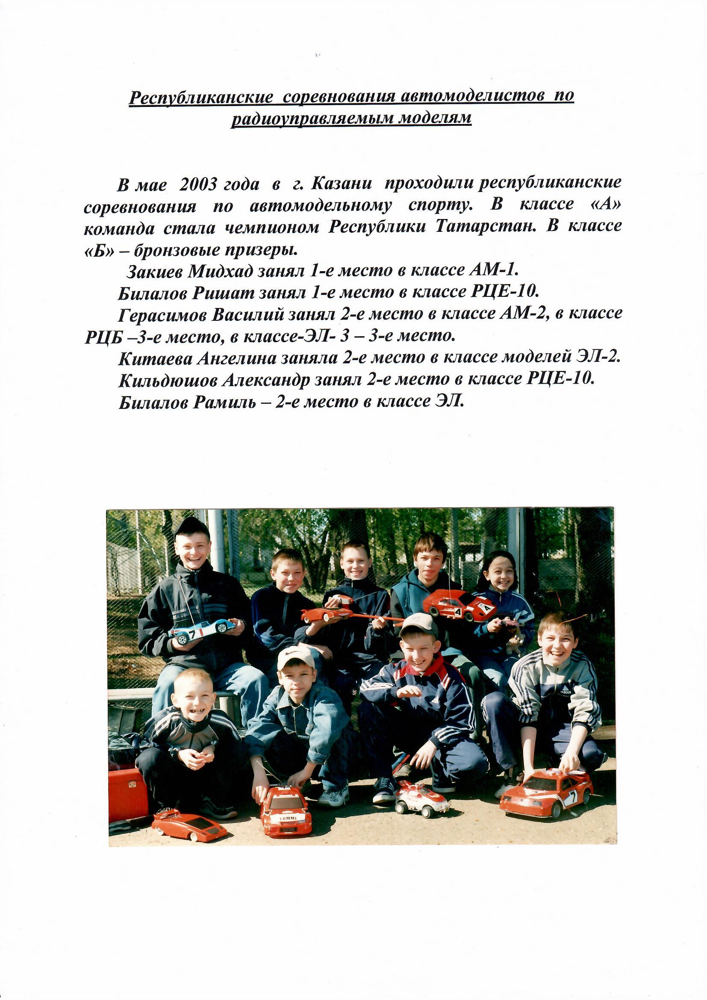 Республиканские соревнования автомоделистов по
радиоуправляемым моделям
В мае 2003 года в г. Казани проходили республиканские
соревнования по автомодельному спорту. В классе «А»
команда стала чемпионом Республики Татарстан. В классе
«Б» – бронзовые призеры.
Закиев Мидхад занял 1-е место в классе АМ-1.
Билалов Ришат занял 1-е место в классе РЦЕ-10.
Герасимов Василий занял 2-е место в классе АМ-2, в классе
РЦБ –3-е место, в классе-ЭЛ- 3 – 3-е место.
Китаева Ангелина заняла 2-е место в классе моделей ЭЛ-2.
Кильдюшов Александр занял 2-е место в классе РЦЕ-10.
Билалов Рамиль – 2-е место в классе ЭЛ.
7
4
4
adidas
7